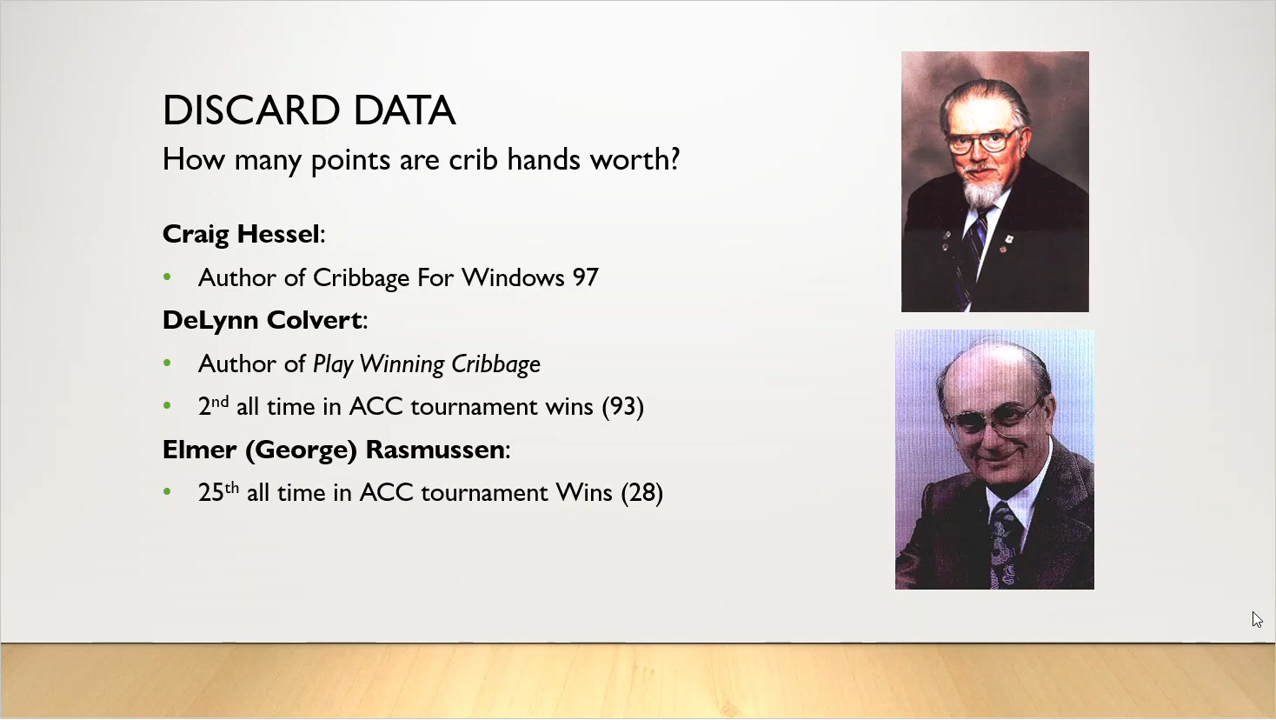 DISCARD DATA
How many points are crib hands worth?
Craig Hessel:
• Author of Cribbage For Windows 97
DeLynn Colvert:
• Author of Play Winning Cribbage
• 2nd all time in ACC tournament wins (93)
Elmer (George) Rasmussen:
• 25th all time in ACC tournament Wins (28)